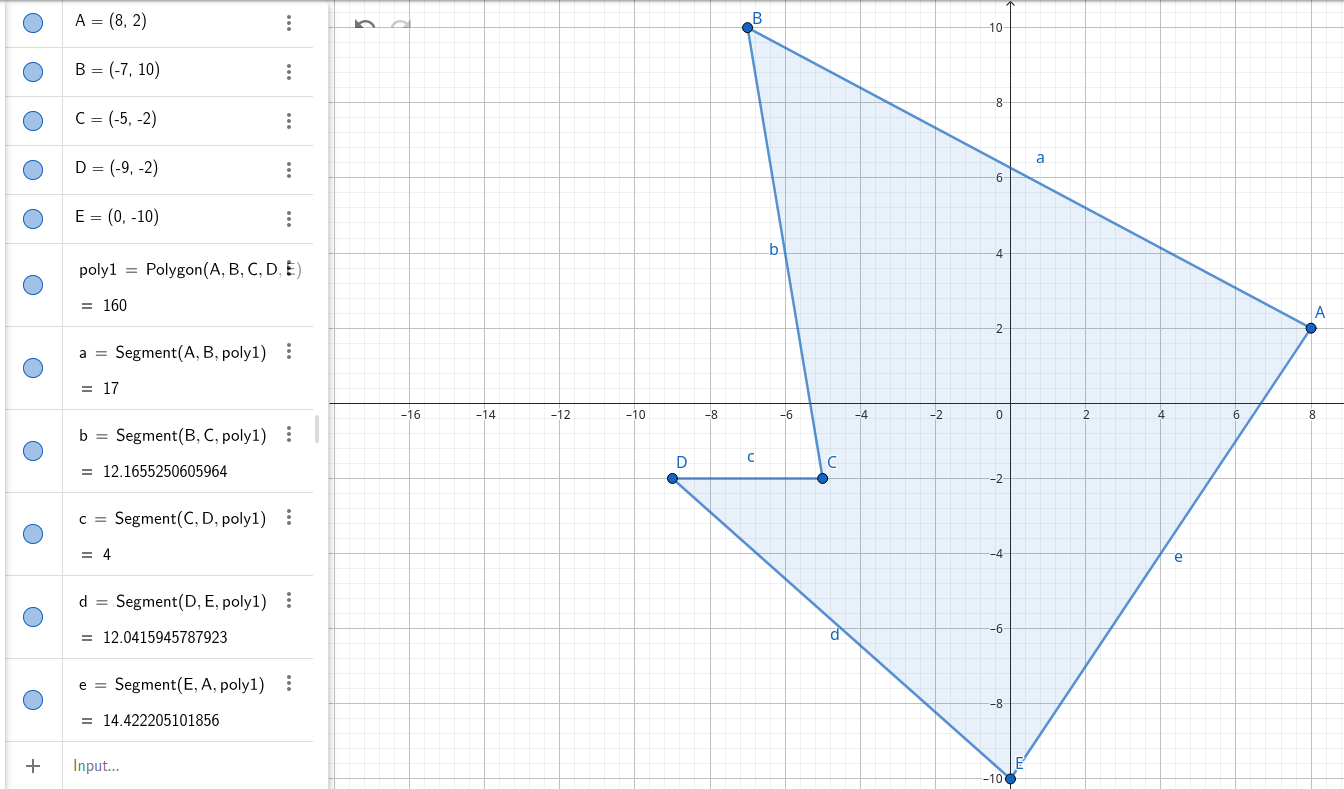 A = (8, 2)
B = (-7, 10)
C = (-5, -2)
D = (-9, -2)
E = (0, -10)
poly1 = Polygon(A, B, C, D, E)
= 160
a = Segment(A, B, poly1)
= 17
b = Segment(B, C, poly1)
= 12.1655250605964
c = Segment(C, D, poly1)
= 4
d = Segment(D, E, poly1)
= 12.0415945787923
e = Segment(E, A, poly1)
= 14.422205101856
Input...
B
10
8
a
6
b
4
A
2
−16 −14 −12 −10 −8 −6 −4 −2 0 2 4 6 8
D c C
−2
−4
e
−6
d
−8
E
−10